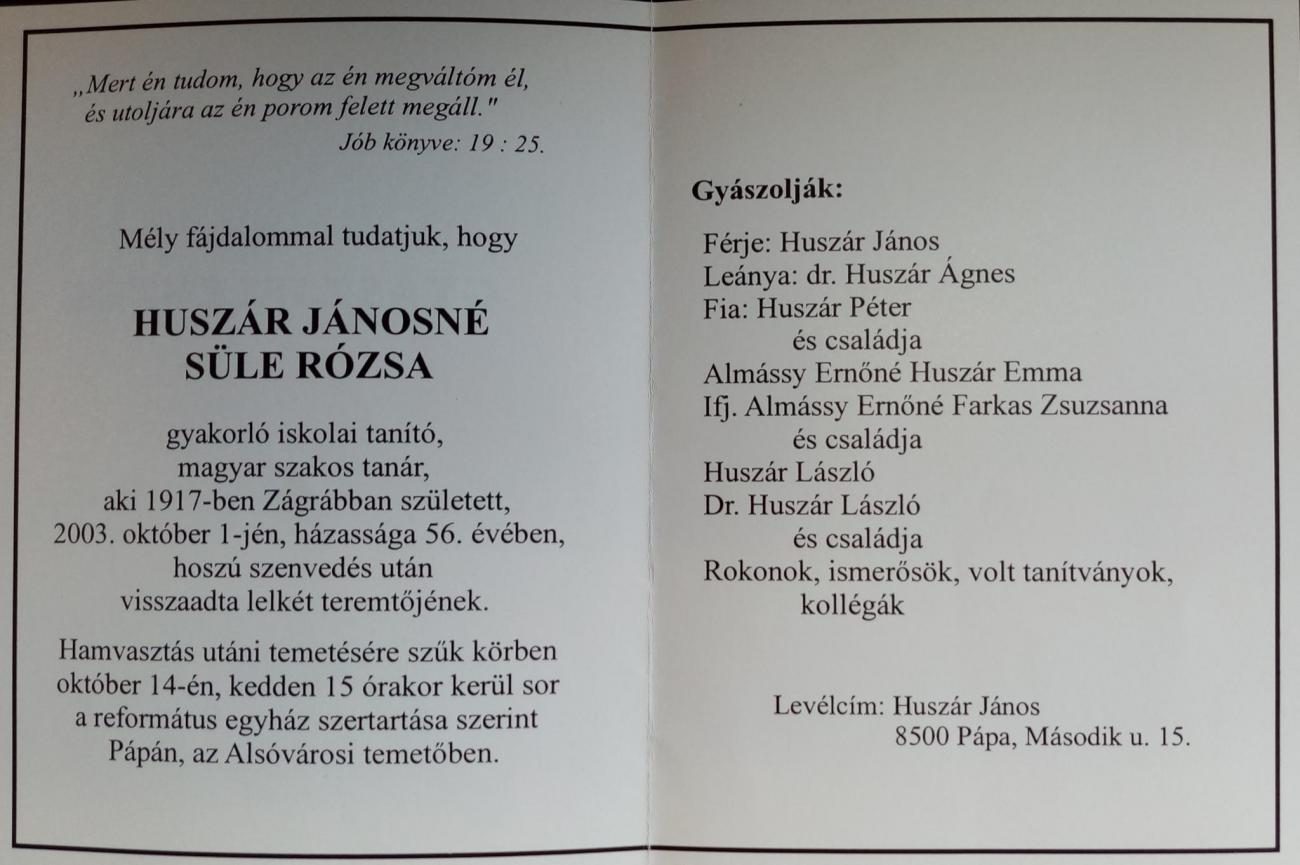 „Mert én tudom, hogy az én megváltóm él,
és utoljára az én porom felett megáll."
Jób könyve: 19 : 25.
Mély fájdalommal tudatjuk, hogy
HUSZÁR JÁNOSNÉ
SÜLE RÓZSA
gyakorló iskolai tanító,
magyar szakos tanár,
aki 1917-ben Zágrábban született,
2003. október 1-jén, házassága 56. évében,
hoszú szenvedés után
visszaadta lelkét teremtőjének.
Hamvasztás utáni temetésére szűk körben
október 14-én, kedden 15 órakor kerül sor
a református egyház szertartása szerint
Pápán, az Alsóvárosi temetőben.
Gyászolják:
Férje: Huszár János
Leánya: dr. Huszár Ágnes
Fia: Huszár Péter
és családja
Almássy Ernőné Huszár Emma
Ifj. Almássy Ernőné Farkas Zsuzsanna
és családja
Huszár László
Dr. Huszár László
és családja
Rokonok, ismerősök, volt tanítványok,
kollégák
Levélcím: Huszár János
8500 Pápa, Második u. 15.